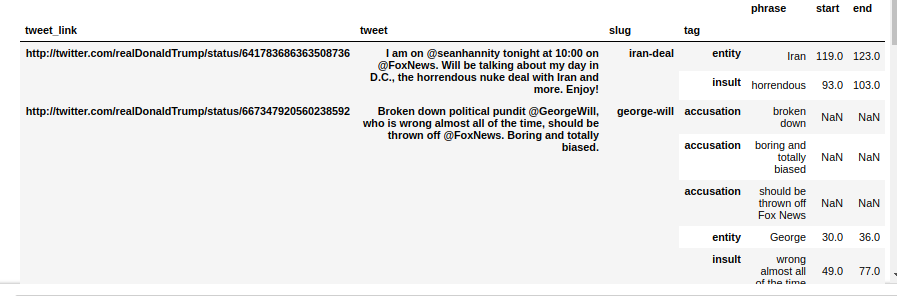 phrase start end
tweet_link tweet slug tag
http://twitter.com/realDonaldTrump/status/641783686363508736 I am on @seanhannity tonight at 10:00 on iran-deal entity Iran 119.0 123.0
@FoxNews. Will be talking about my day in
D.C., the horrendous nuke deal with Iran and insult horrendous 93.0 103.0
more. Enjoy!
http://twitter.com/realDonaldTrump/status/667347920560238592 Broken down political pundit @GeorgeWill, george-will accusation broken NaN NaN
who is wrong almost all of the time, should be down
thrown off @FoxNews. Boring and totally
biased.
accusation boring and NaN NaN
totally
biased
accusation should be NaN NaN
thrown off
Fox News
entity George 30.0 36.0
insult wrong 49.0 77.0
almost all
of the time